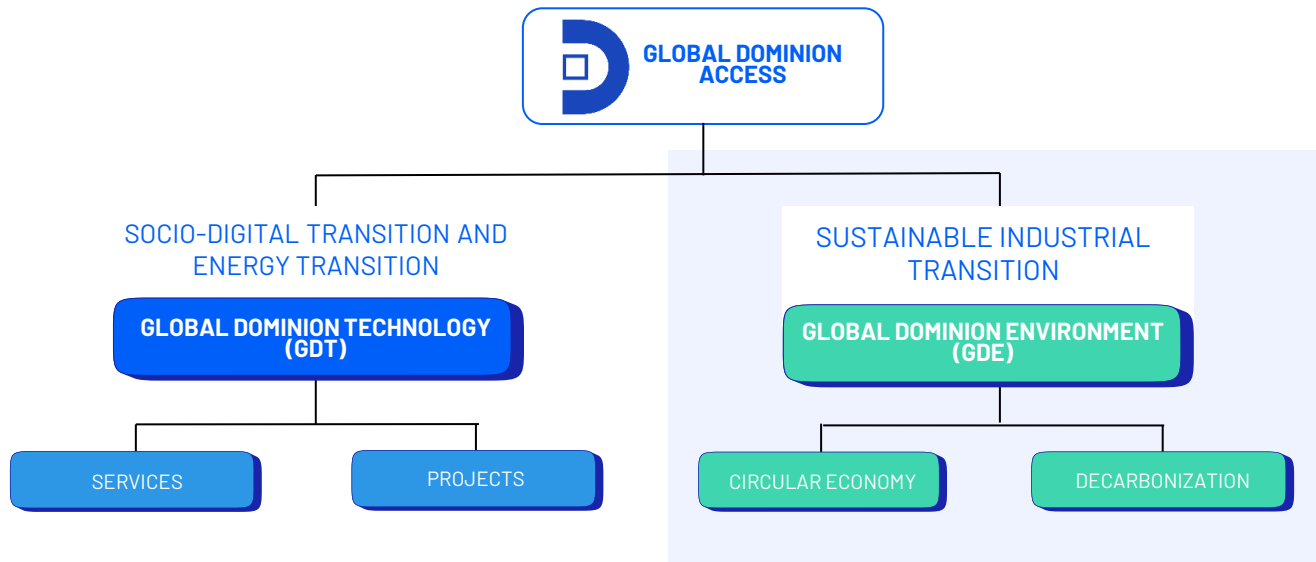 GLOBAL DOMINION
ACCESS
SOCIO-DIGITAL TRANSITION AND
ENERGY TRANSITION
SUSTAINABLE INDUSTRIAL
TRANSITION
GLOBAL DOMINION TECHNOLOGY
(GDT)
GLOBAL DOMINION ENVIRONMENT
(GDE)
SERVICES
PROJECTS
CIRCULAR ECONOMY
DECARBONIZATION